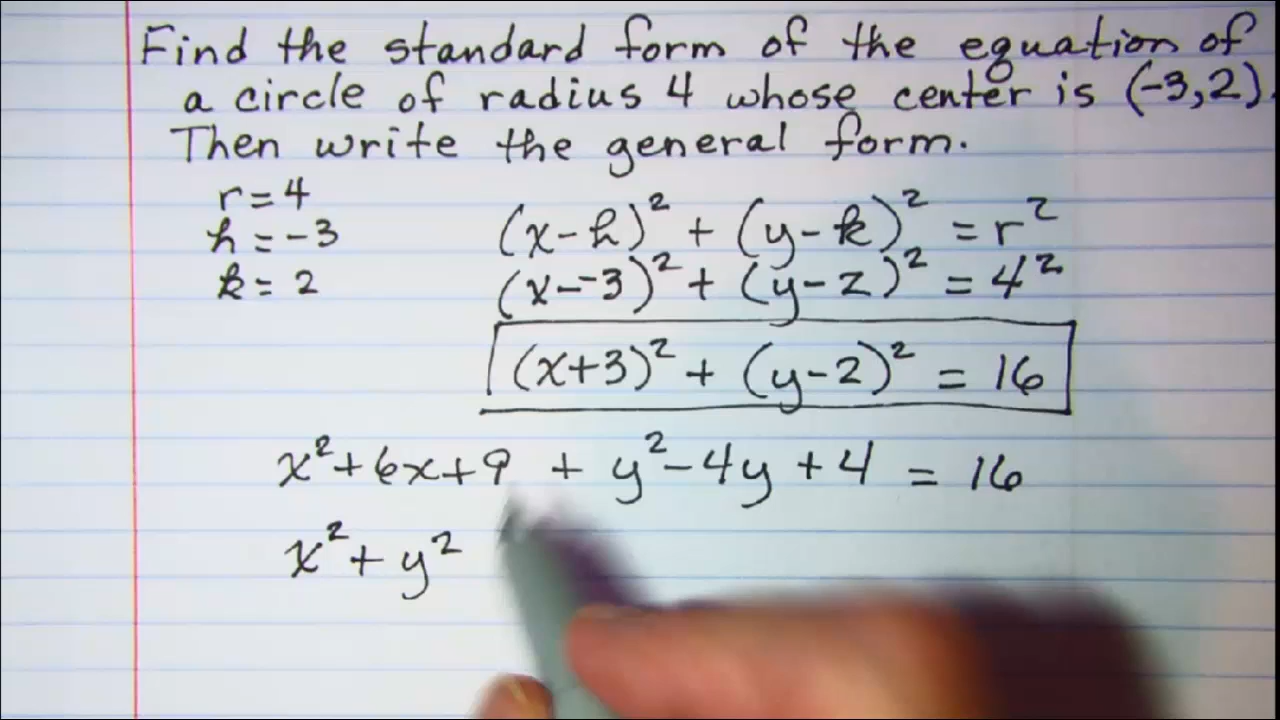 Find the standard form of the equation of
a circle of radius 4 whose center is (-3,2).
Then write the general form.
r = 4
h = -3
k = 2
(x-h)² + (y-k)² = r²
(x--3)² + (y-2)² = 4²
(x+3)² + (y-2)² = 16
x² + 6x + 9 + y² - 4y + 4 = 16
x² + y²